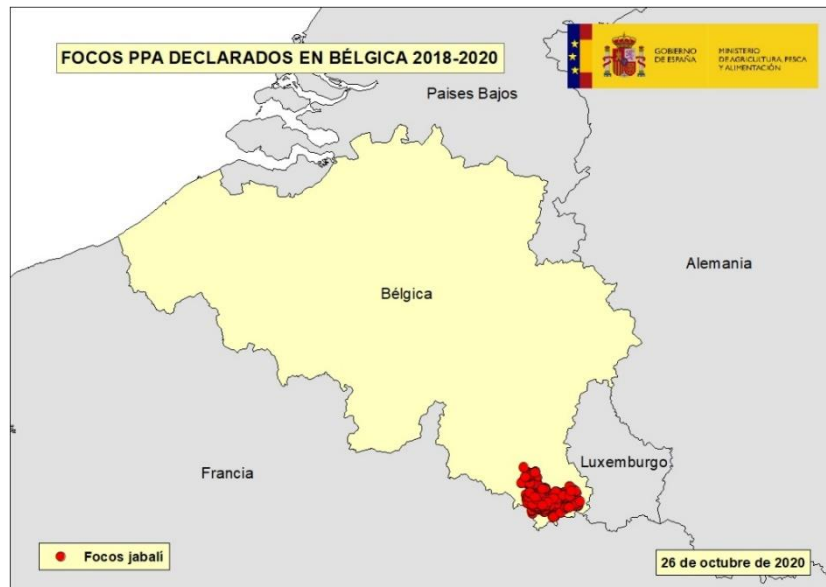 FOCOS PPA DECLARADOS EN BÉLGICA 2018-2020
GOBIERNO
DE ESPAÑA
MINISTERIO
DE AGRICULTURA, PESCA
Y ALIMENTACIÓN
Paises Bajos
Alemania
Bélgica
Luxemburgo
Francia
Focos jabalí
26 de octubre de 2020